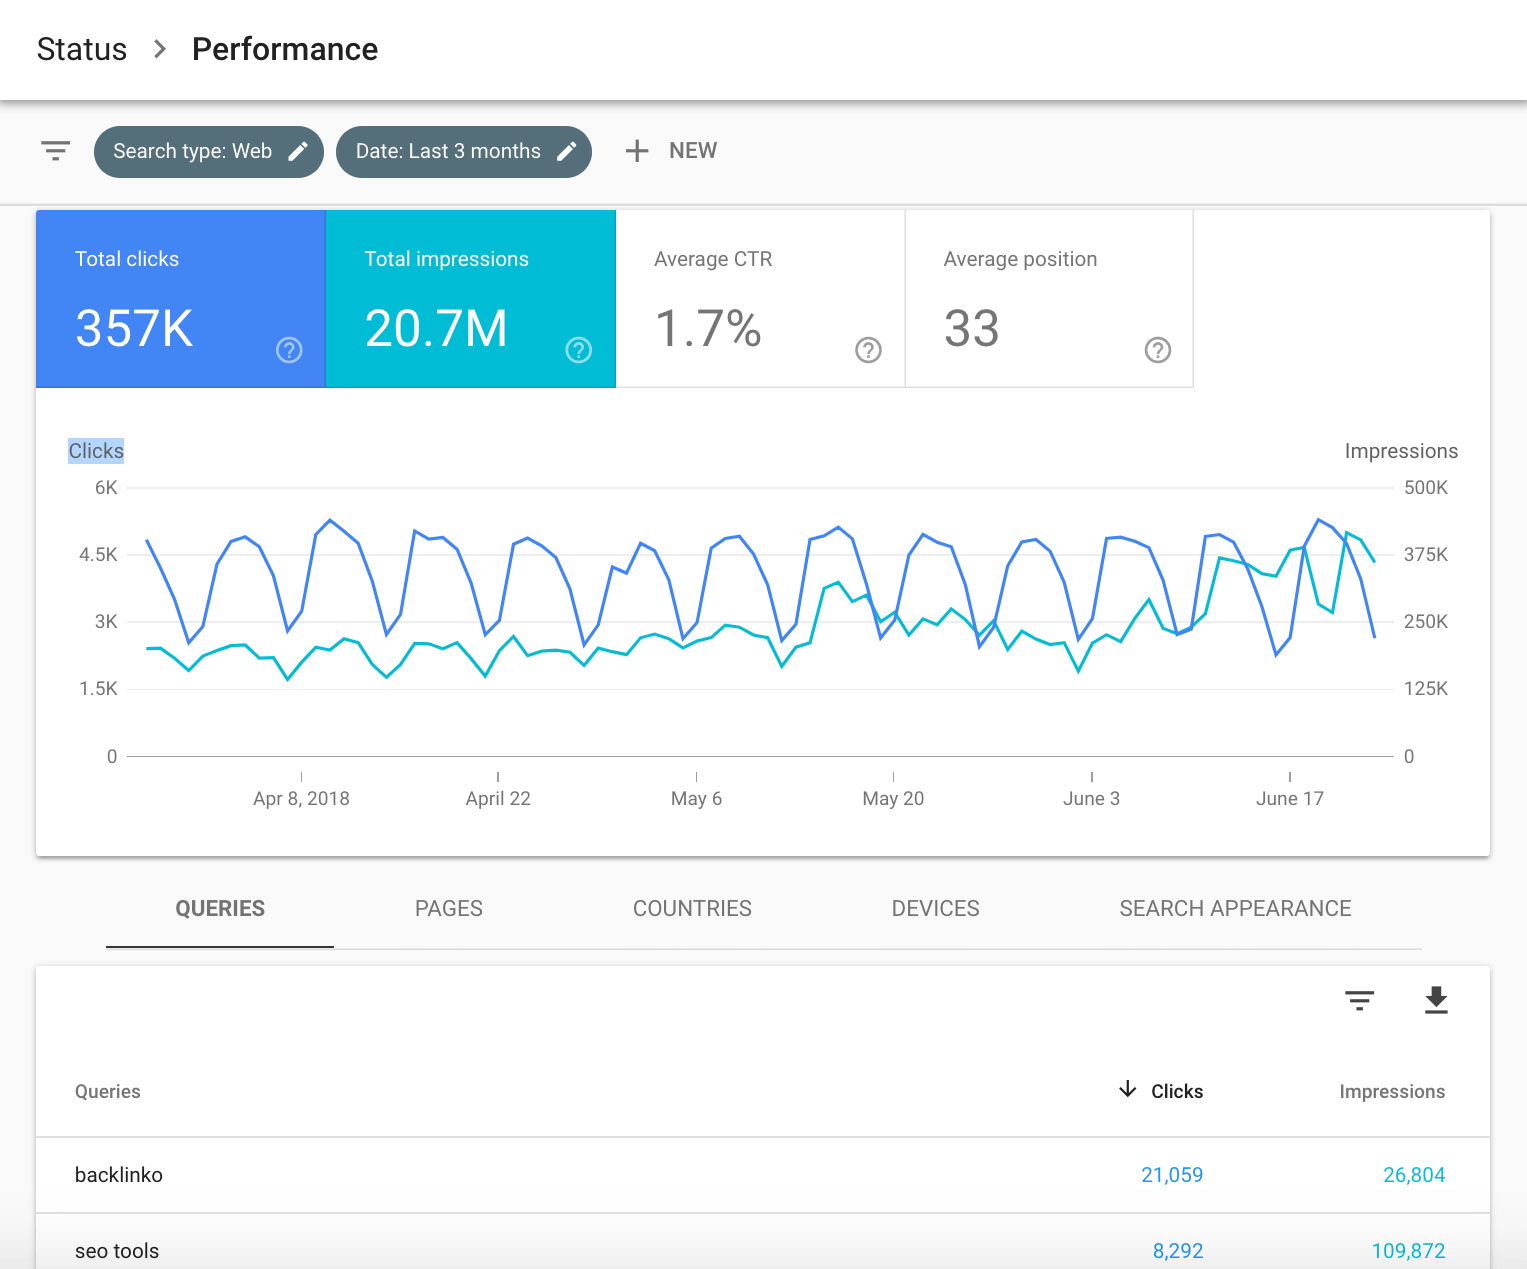 Status > Performance
Search type: Web Date: Last 3 months + NEW
Total clicks Total impressions Average CTR Average position
357K 20.7M 1.7% 33
? ? ? ?
Clicks Impressions
6K 500K
4.5K 375K
3K 250K
1.5K 125K
0 0
Apr 8, 2018 April 22 May 6 May 20 June 3 June 17
QUERIES PAGES COUNTRIES DEVICES SEARCH APPEARANCE
Queries Clicks Impressions
backlinko 21,059 26,804
seo tools 8,292 109,872